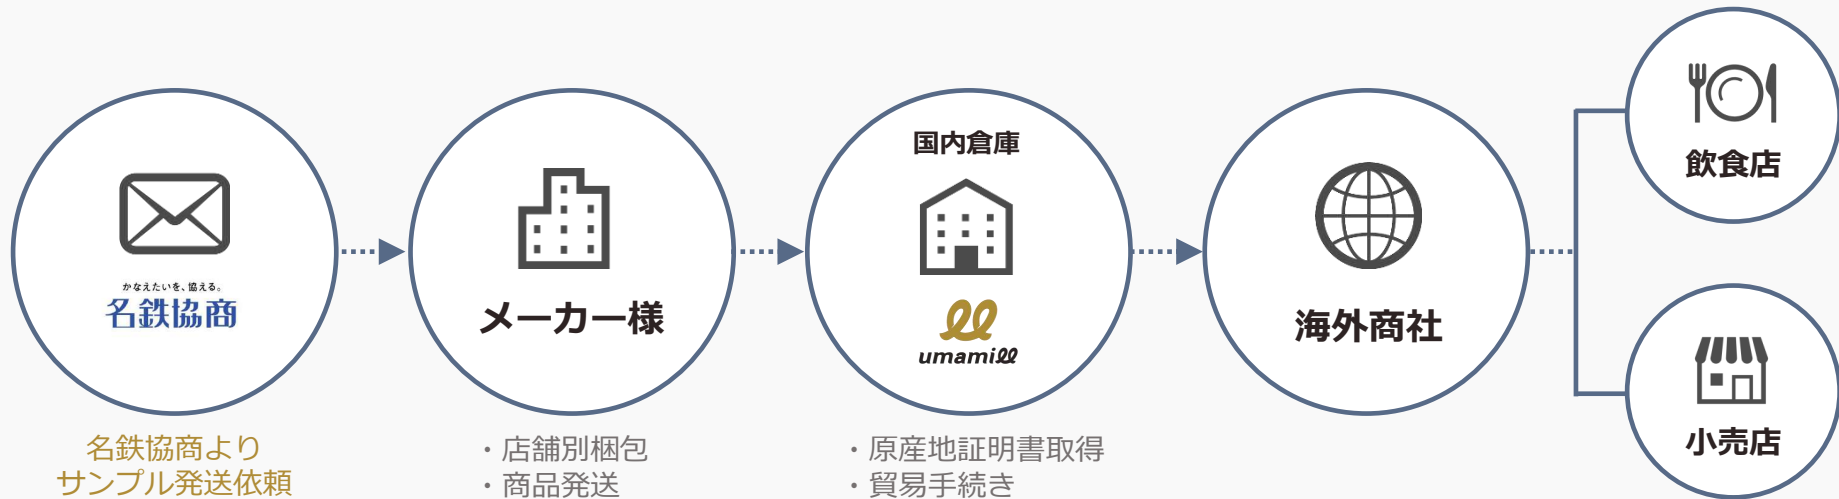 かなえたいを、協える。
名鉄協商
名鉄協商より
サンプル発送依頼
メーカー様
・店舗別梱包
・商品発送
国内倉庫
umamill
・原産地証明書取得
・貿易手続き
海外商社
飲食店
小売店